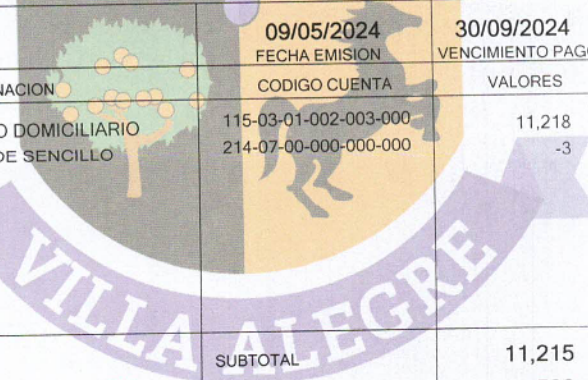 09/05/2024 30/09/2024
FECHA EMISION VENCIMIENTO PAGO
NACION CODIGO CUENTA VALORES
O DOMICILIARIO 115-03-01-002-003-000 11,218
DE SENCILLO 214-07-00-000-000-000 -3
VILLA ALEGRE
SUBTOTAL 11,215